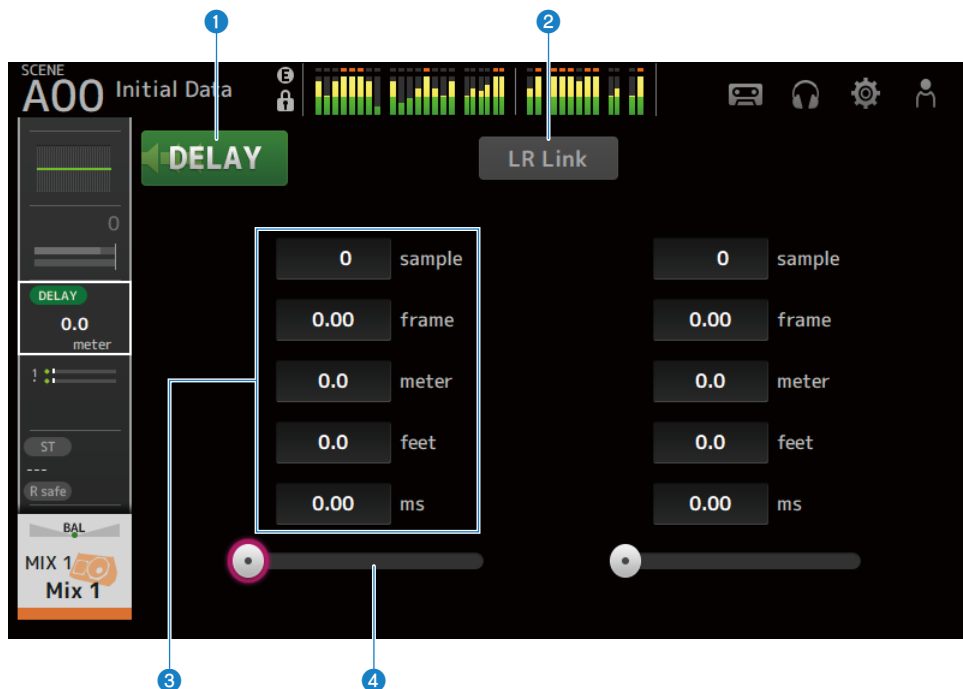 1 2
SCENE
A00 Initial Data E
DELAY LR Link
0
0 sample 0 sample
DELAY
0.0
meter
0.00 frame 0.00 frame
!
0.0 meter 0.0 meter
ST
---
0.0 feet 0.0 feet
R safe
0.00 ms 0.00 ms
BAL
MIX 1
Mix 1
3 4